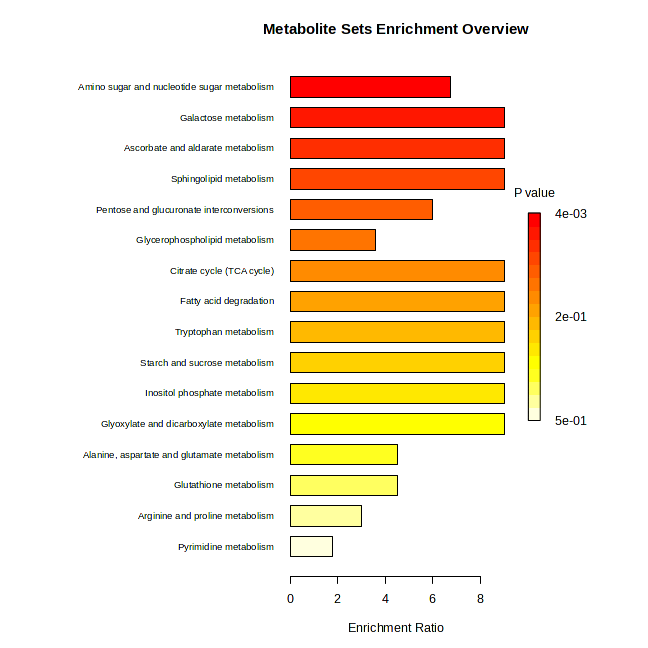 Metabolite Sets Enrichment Overview
Amino sugar and nucleotide sugar metabolism
Galactose metabolism
Ascorbate and aldarate metabolism
Sphingolipid metabolism
Pentose and glucuronate interconversions
Glycerophospholipid metabolism
Citrate cycle (TCA cycle)
Fatty acid degradation
Tryptophan metabolism
Starch and sucrose metabolism
Inositol phosphate metabolism
Glyoxylate and dicarboxylate metabolism
Alanine, aspartate and glutamate metabolism
Glutathione metabolism
Arginine and proline metabolism
Pyrimidine metabolism
0 2 4 6 8
Enrichment Ratio
P value
4e-03
2e-01
5e-01